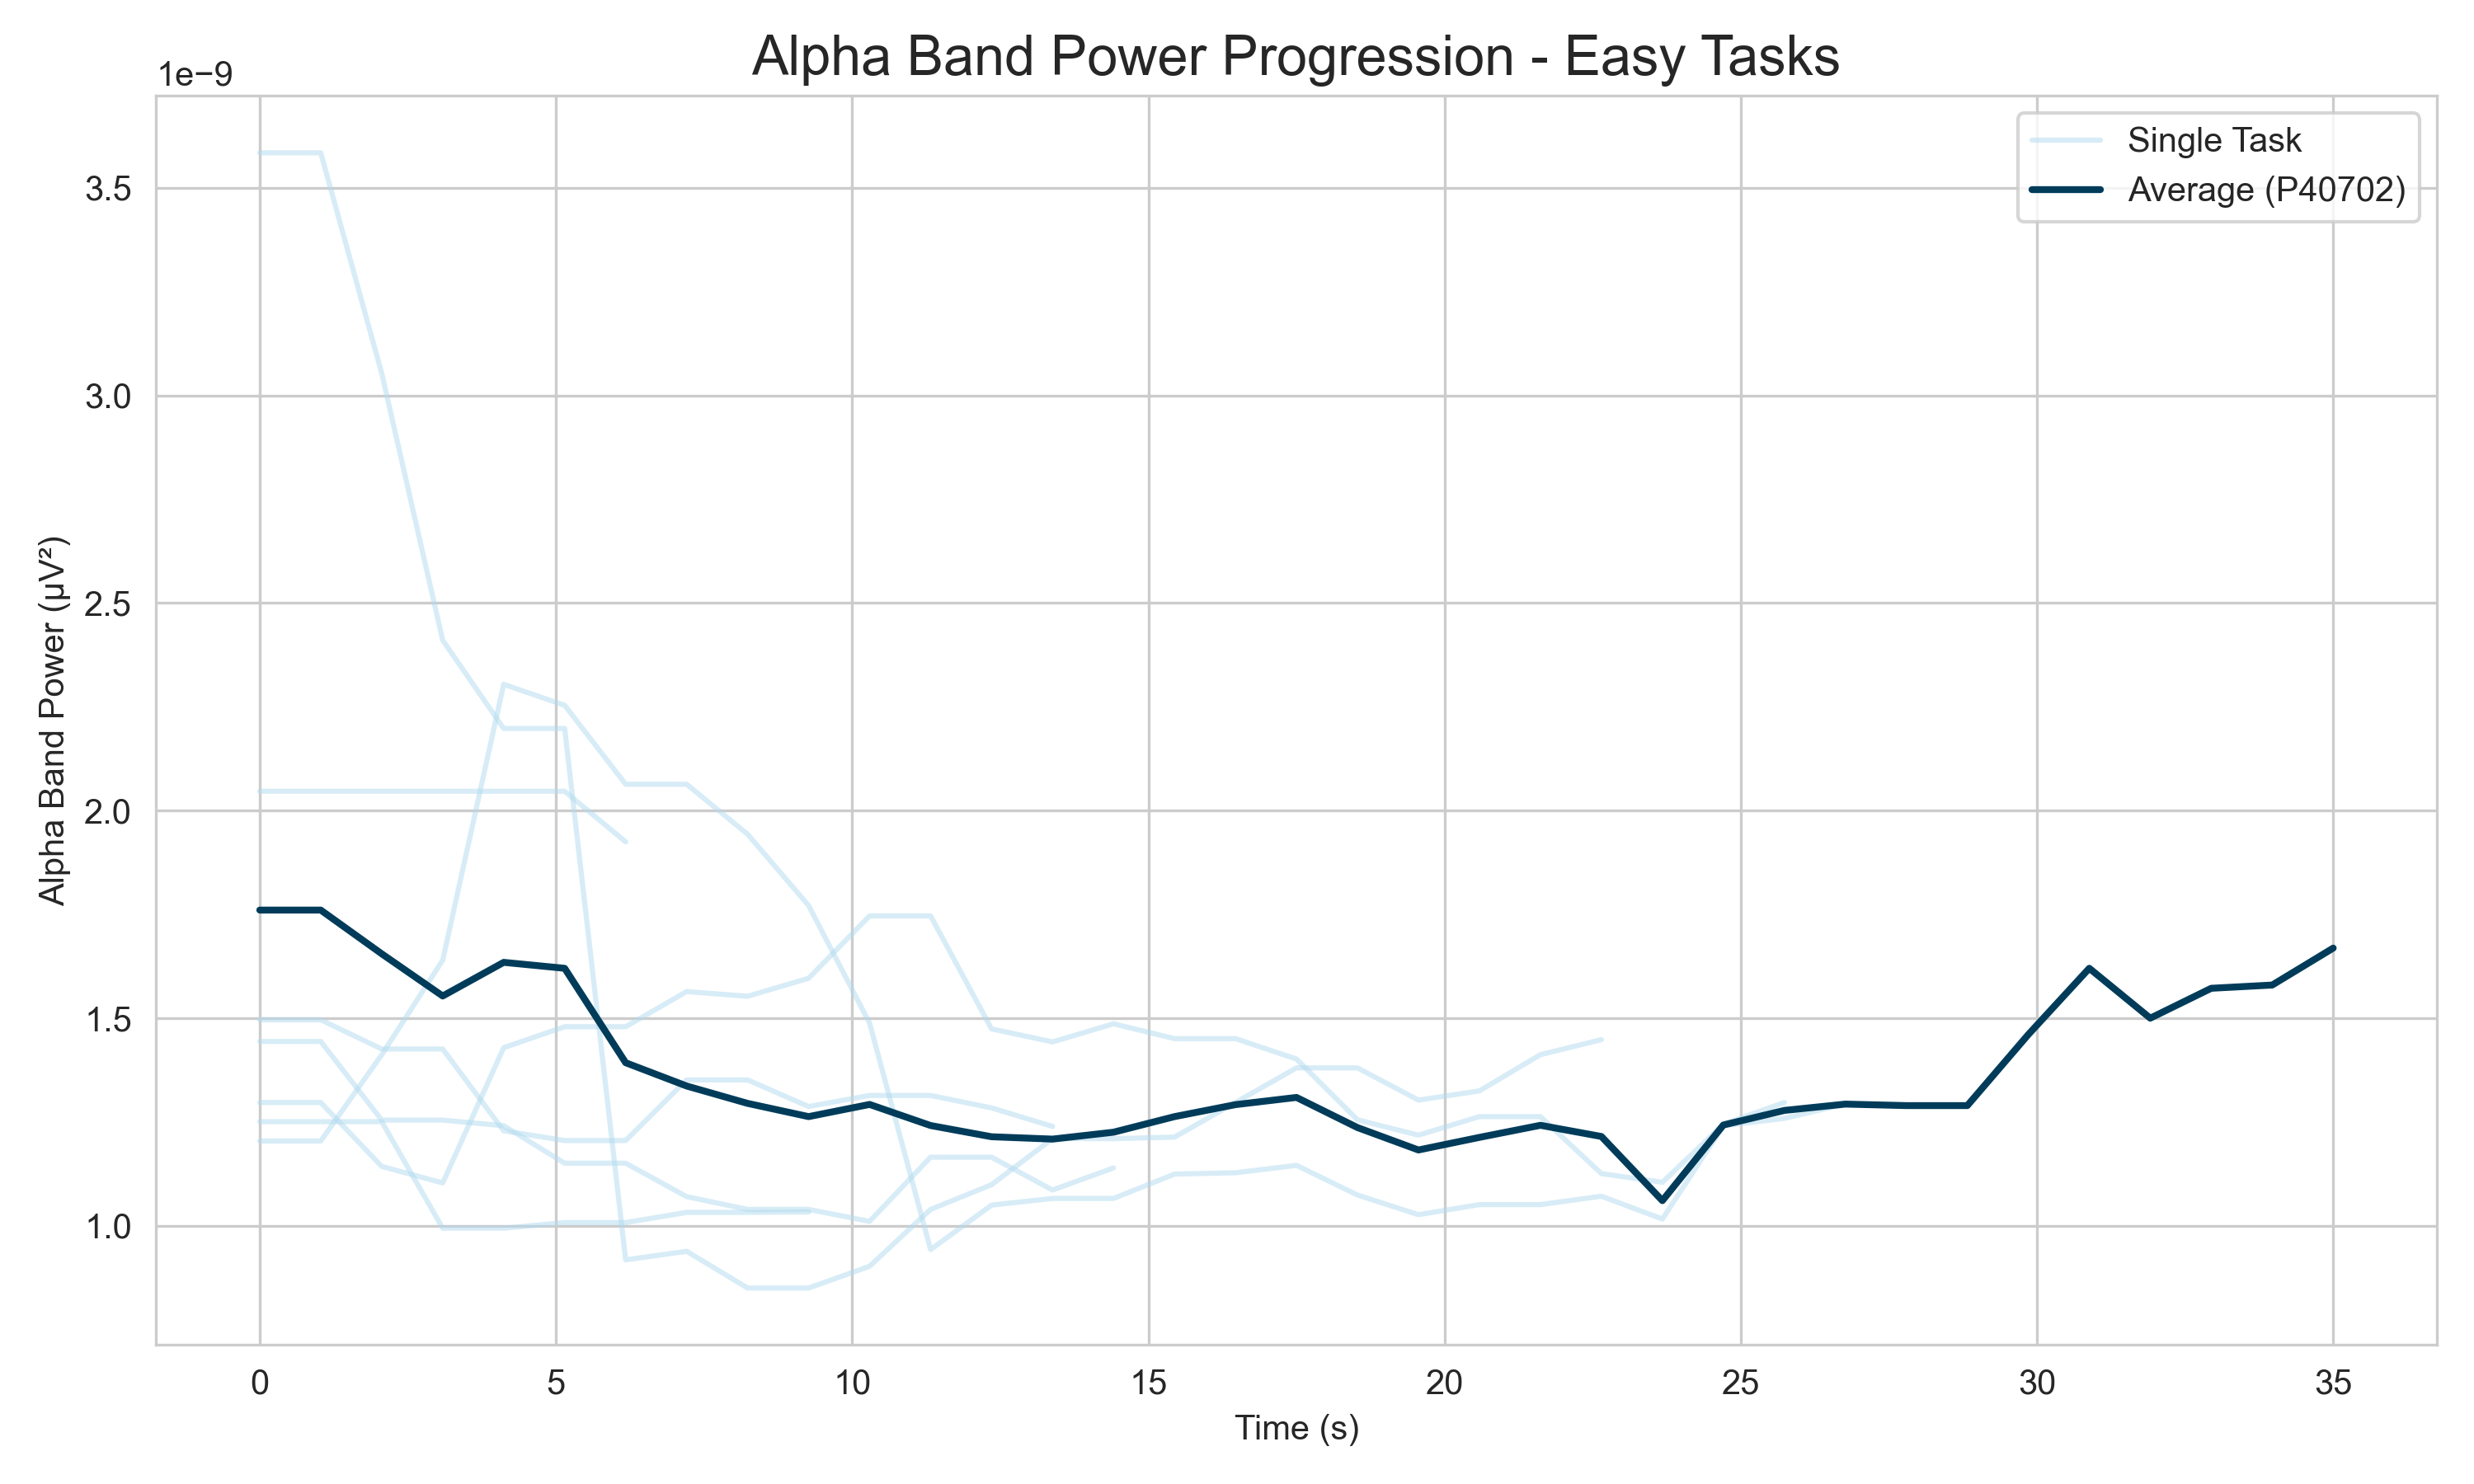 Alpha Band Power Progression - Easy Tasks
1e−9
Single Task
Average (P40702)
3.5
3.0
2.5
2.0
1.5
1.0
Alpha Band Power (µV²)
0 5 10 15 20 25 30 35
Time (s)